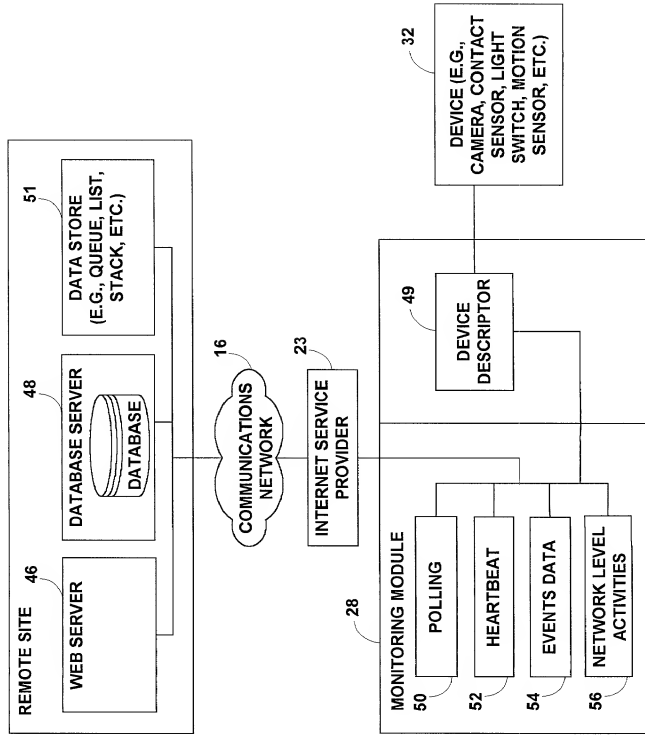 REMOTE SITE
46
WEB SERVER
48
DATABASE SERVER
DATABASE
51
DATA STORE
(E.G., QUEUE, LIST,
STACK, ETC.)
16
COMMUNICATIONS
NETWORK
23
INTERNET SERVICE
PROVIDER
28
MONITORING MODULE
50
POLLING
52
HEARTBEAT
54
EVENTS DATA
56
NETWORK LEVEL
ACTIVITIES
49
DEVICE
DESCRIPTOR
32
DEVICE (E.G.,
CAMERA, CONTACT
SENSOR, LIGHT
SWITCH, MOTION
SENSOR, ETC.)